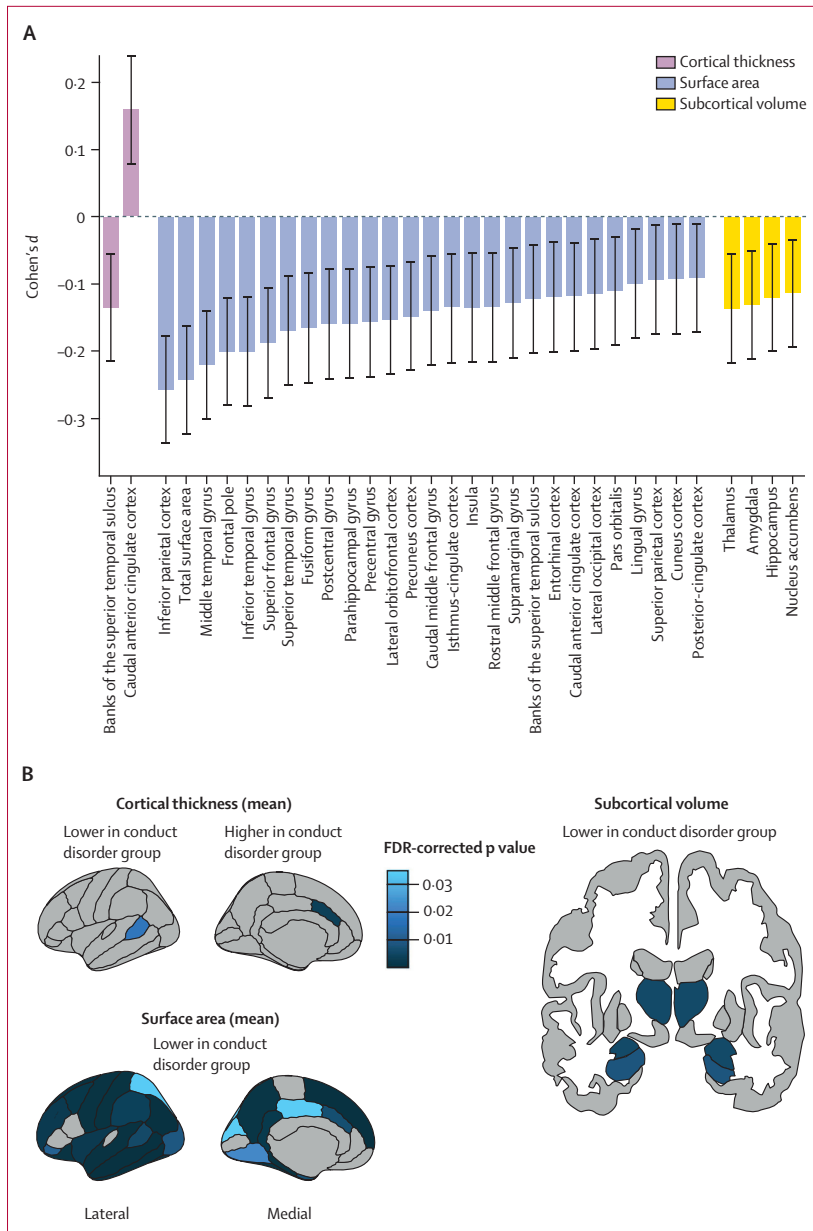 A
Cortical thickness
Surface area
Subcortical volume
0·2
0·1
0
–0·1
–0·2
–0·3
Cohen's d
Banks of the superior temporal sulcus
Caudal anterior cingulate cortex
Inferior parietal cortex
Total surface area
Middle temporal gyrus
Frontal pole
Inferior temporal gyrus
Superior frontal gyrus
Superior temporal gyrus
Fusiform gyrus
Postcentral gyrus
Parahippocampal gyrus
Precentral gyrus
Lateral orbitofrontal cortex
Precuneus cortex
Caudal middle frontal gyrus
Isthmus-cingulate cortex
Insula
Rostral middle frontal gyrus
Supramarginal gyrus
Banks of the superior temporal sulcus
Entorhinal cortex
Caudal anterior cingulate cortex
Lateral occipital cortex
Pars orbitalis
Lingual gyrus
Superior parietal cortex
Cuneus cortex
Posterior-cingulate cortex
Thalamus
Amygdala
Hippocampus
Nucleus accumbens
B
Cortical thickness (mean)
Lower in conduct
disorder group
Higher in conduct
disorder group
FDR-corrected p value
0·03
0·02
0·01
Subcortical volume
Lower in conduct disorder group
Surface area (mean)
Lower in conduct
disorder group
Lateral
Medial